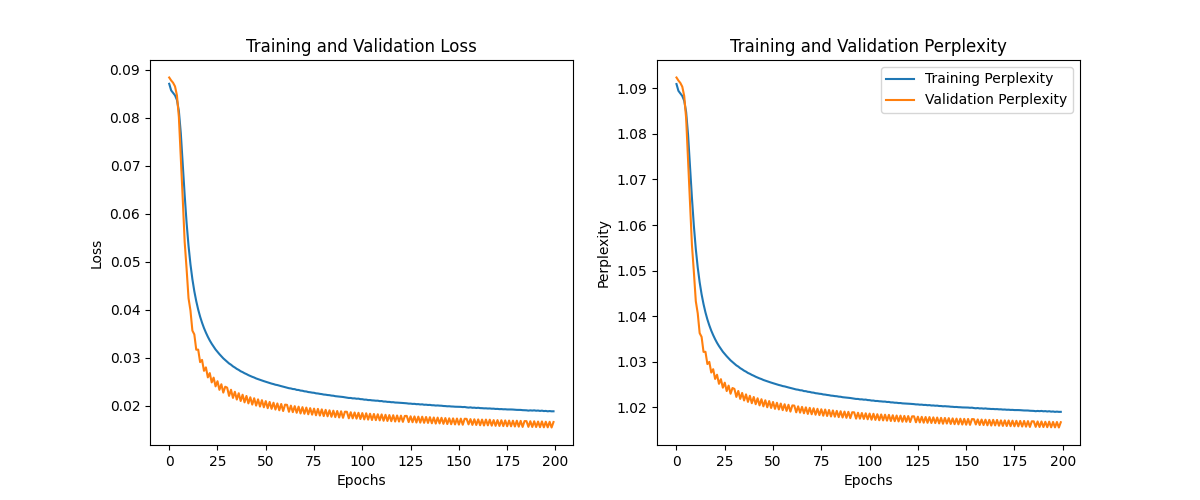 Training and Validation Loss
Loss
0.09
0.08
0.07
0.06
0.05
0.04
0.03
0.02
0 25 50 75 100 125 150 175 200
Epochs
Training and Validation Perplexity
Training Perplexity
Validation Perplexity
Perplexity
1.09
1.08
1.07
1.06
1.05
1.04
1.03
1.02
0 25 50 75 100 125 150 175 200
Epochs